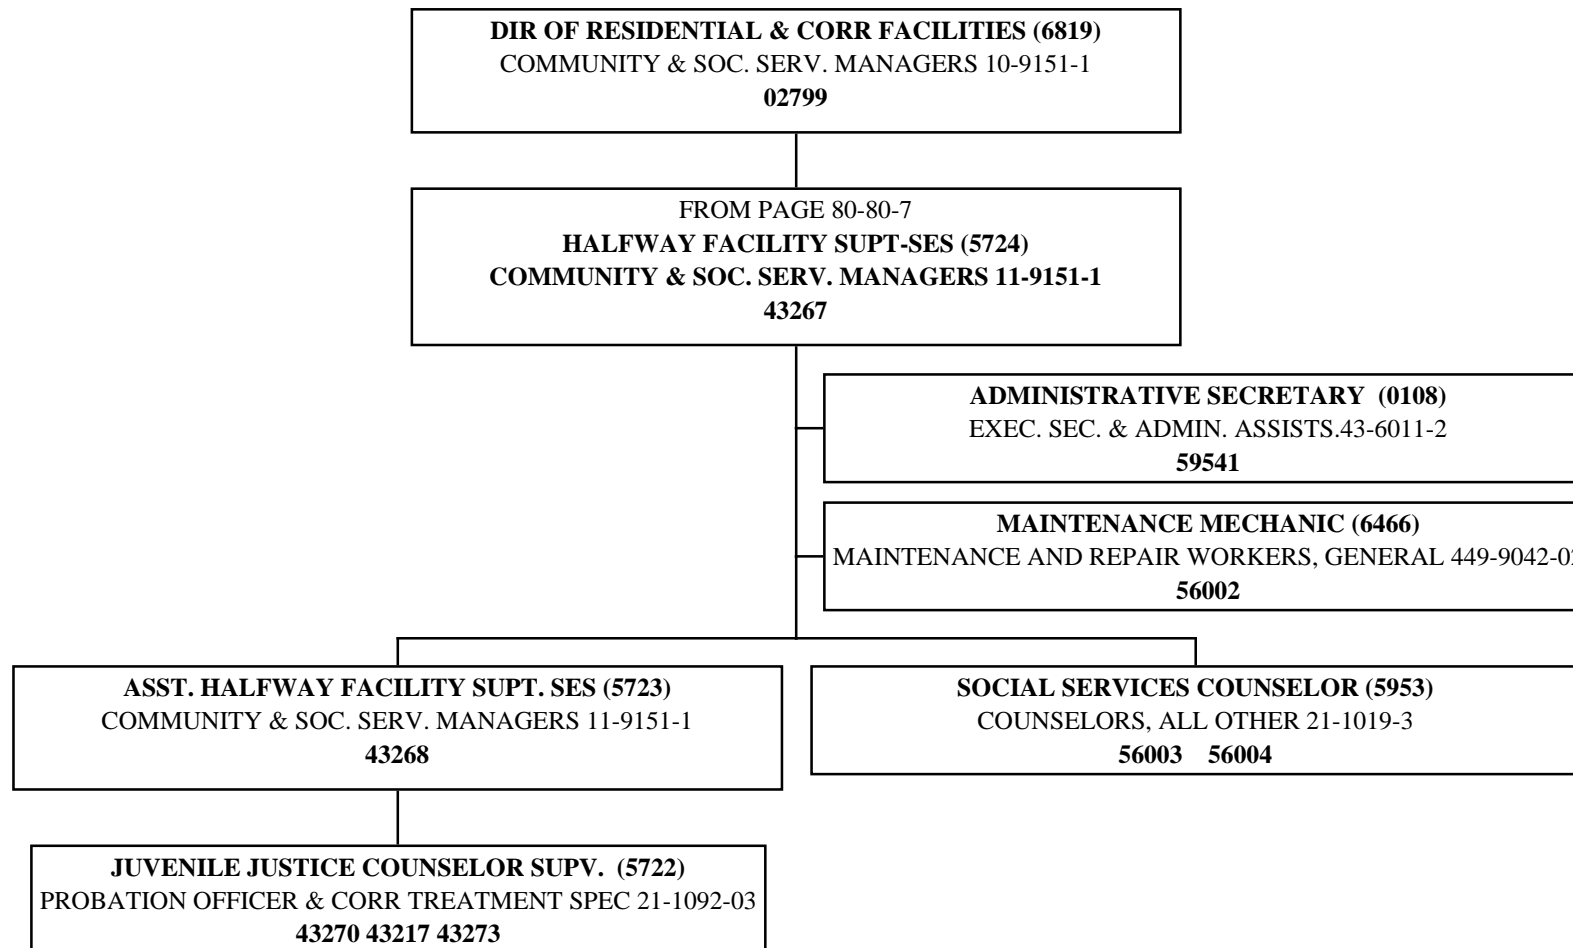 DIR OF RESIDENTIAL & CORR FACILITIES (6819)
COMMUNITY & SOC. SERV. MANAGERS 10-9151-1
02799
FROM PAGE 80-80-7
HALFWAY FACILITY SUPT-SES (5724)
COMMUNITY & SOC. SERV. MANAGERS 11-9151-1
43267
ADMINISTRATIVE SECRETARY (0108)
EXEC. SEC. & ADMIN. ASSISTS.43-6011-2
59541
MAINTENANCE MECHANIC (6466)
MAINTENANCE AND REPAIR WORKERS, GENERAL 449-9042-02
56002
ASST. HALFWAY FACILITY SUPT. SES (5723)
COMMUNITY & SOC. SERV. MANAGERS 11-9151-1
43268
SOCIAL SERVICES COUNSELOR (5953)
COUNSELORS, ALL OTHER 21-1019-3
56003 56004
JUVENILE JUSTICE COUNSELOR SUPV. (5722)
PROBATION OFFICER & CORR TREATMENT SPEC 21-1092-03
43270 43217 43273